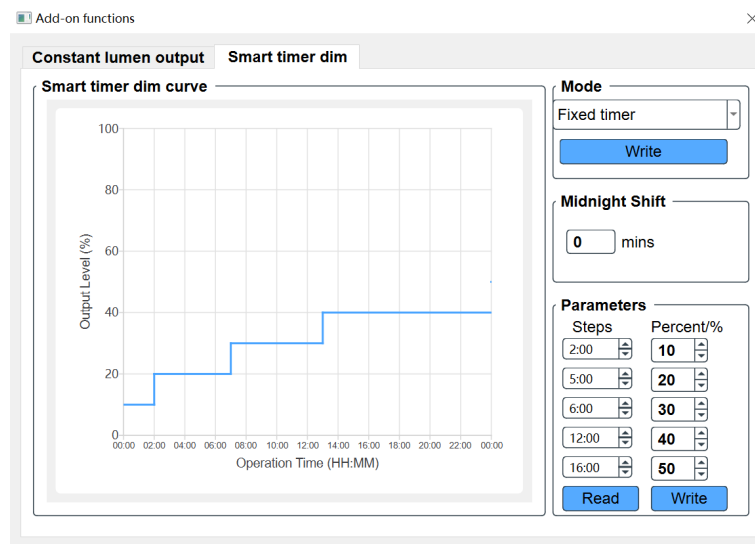 Add-on functions
Constant lumen output
Smart timer dim
Smart timer dim curve
100
80
60
40
20
0
Output Level (%)
00:00 02:00 04:00 06:00 08:00 10:00 12:00 14:00 16:00 18:00 20:00 22:00 00:00
Operation Time (HH:MM)
Mode
Fixed timer
Write
Midnight Shift
0 mins
Parameters
Steps Percent/%
2:00 10
5:00 20
6:00 30
12:00 40
16:00 50
Read Write